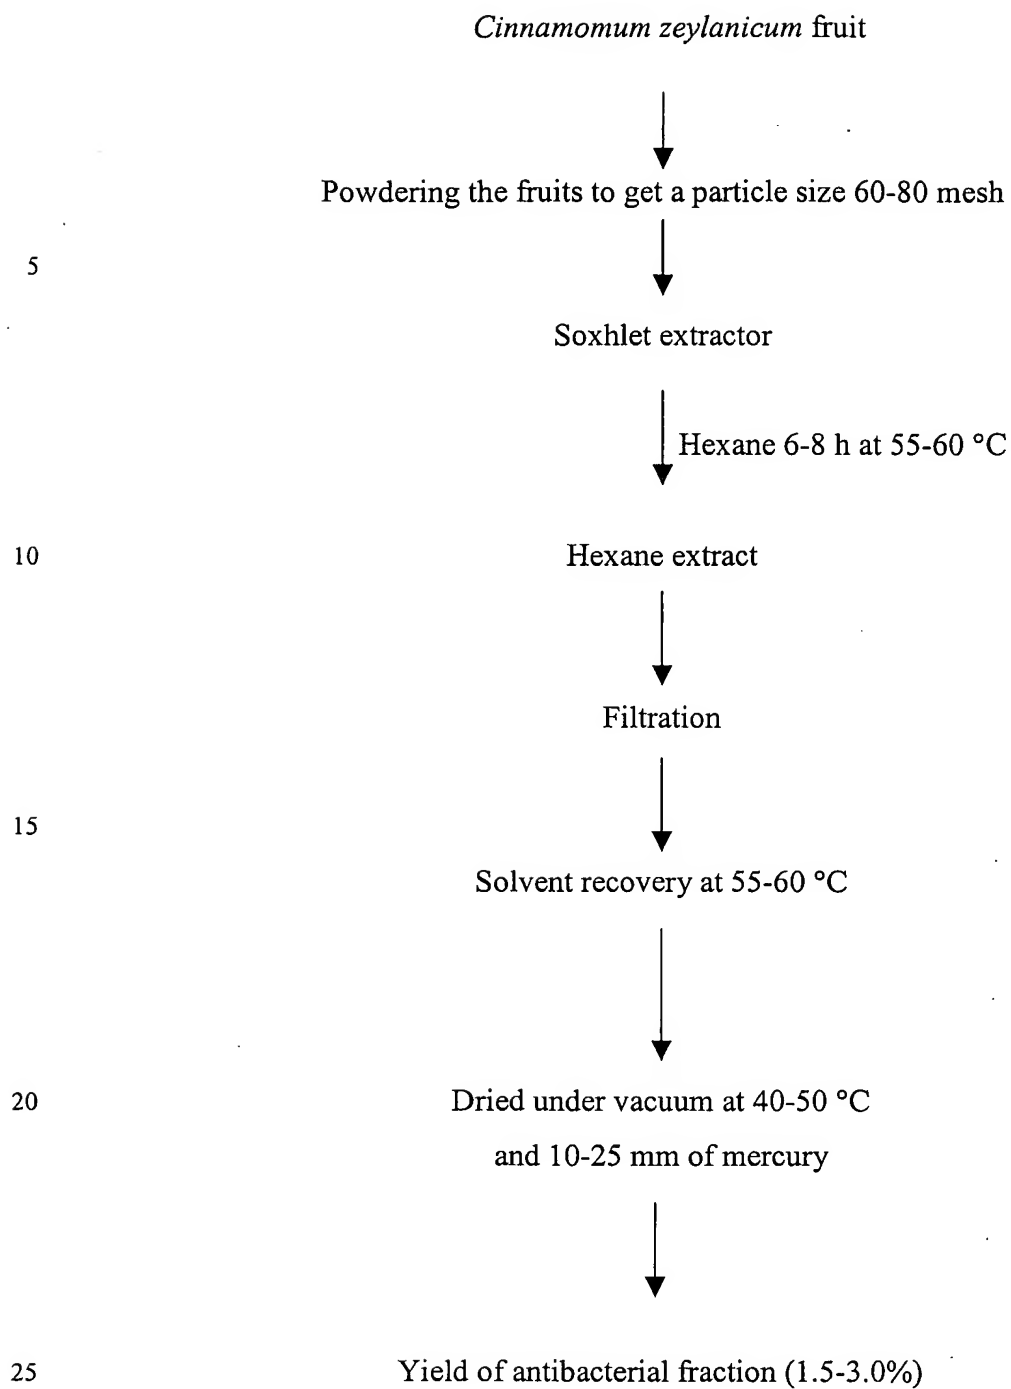 Cinnamomum zeylanicum fruit
Powdering the fruits to get a particle size 60-80 mesh
5
Soxhlet extractor
Hexane 6-8 h at 55-60 °C
10 Hexane extract
Filtration
15
Solvent recovery at 55-60 °C
20 Dried under vacuum at 40-50 °C
and 10-25 mm of mercury
25 Yield of antibacterial fraction (1.5-3.0%)